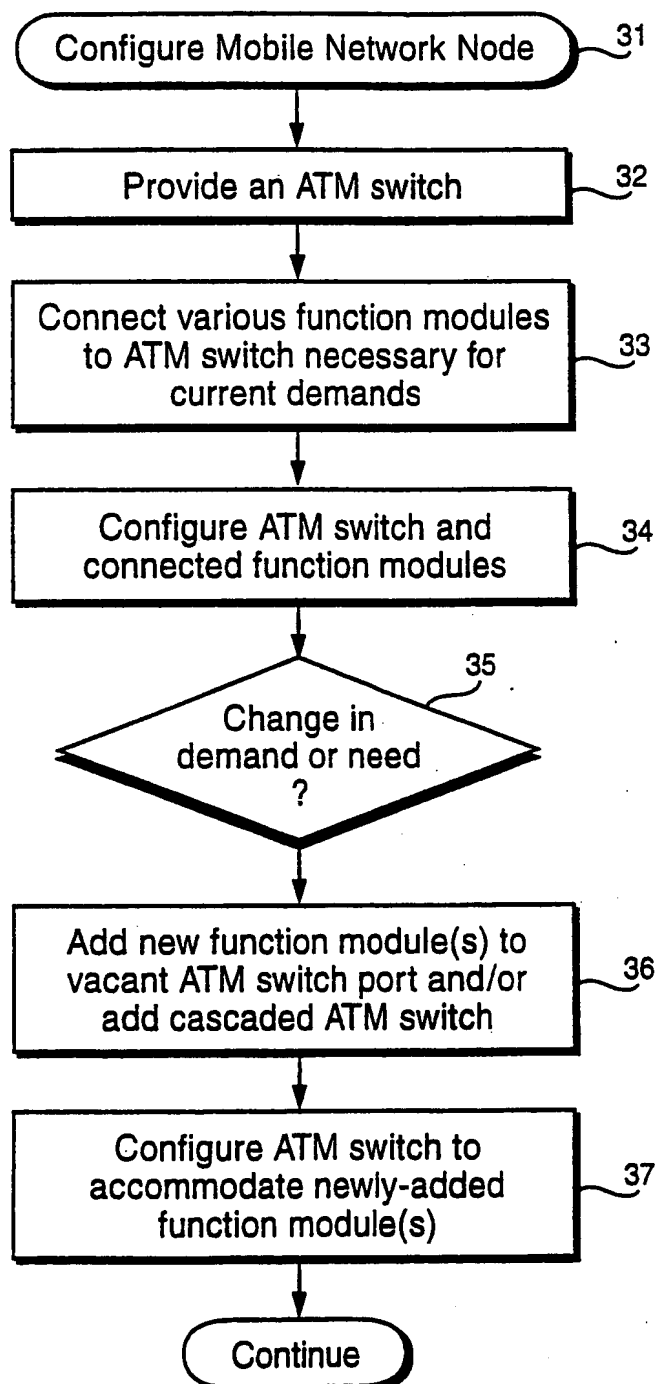 Configure Mobile Network Node
31
Provide an ATM switch
32
Connect various function modules
to ATM switch necessary for
current demands
33
Configure ATM switch and
connected function modules
34
35
Change in
demand or need
?
Add new function module(s) to
vacant ATM switch port and/or
add cascaded ATM switch
36
Configure ATM switch to
accommodate newly-added
function module(s)
37
Continue